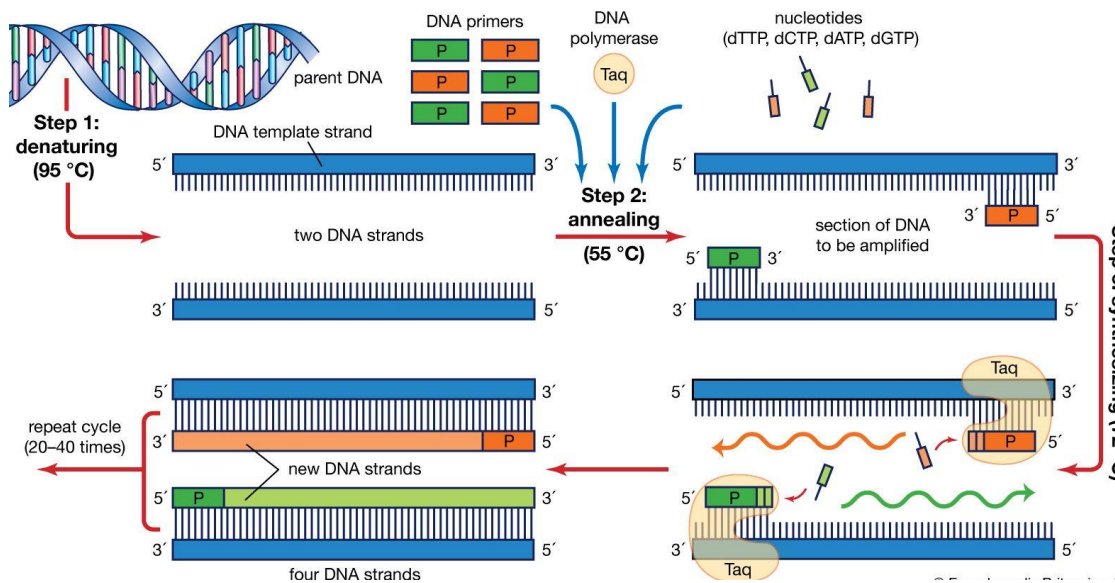 DNA primers
DNA
polymerase
nucleotides
(dTTP, dCTP, dATP, dGTP)
parent DNA
P P
P P
P P
Taq
Step 1:
denaturing
(95 °C)
DNA template strand
5′ 3′
two DNA strands
3′ 5′
Step 2:
annealing
(55 °C)
5′ 3′
3′ P 5′
section of DNA
to be amplified
5′ P 3′
3′ 5′
5′ 3′
Taq
P 5′
5′ P
3′ 5′
Taq
repeat cycle
(20–40 times)
5′ 3′
3′ P 5′
new DNA strands
5′ P 3′
3′ 5′
four DNA strands